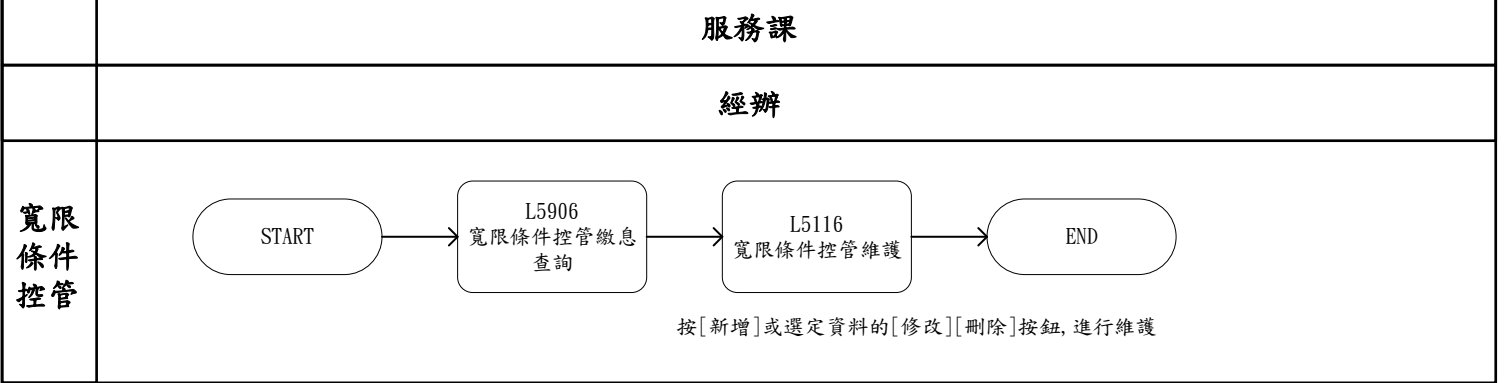 服務課
經辦
寬限
條件
控管
START
L5906
寬限條件控管繳息
查詢
L5116
寬限條件控管維護
END
按[新增]或選定資料的[修改][刪除]按鈕,進行維護